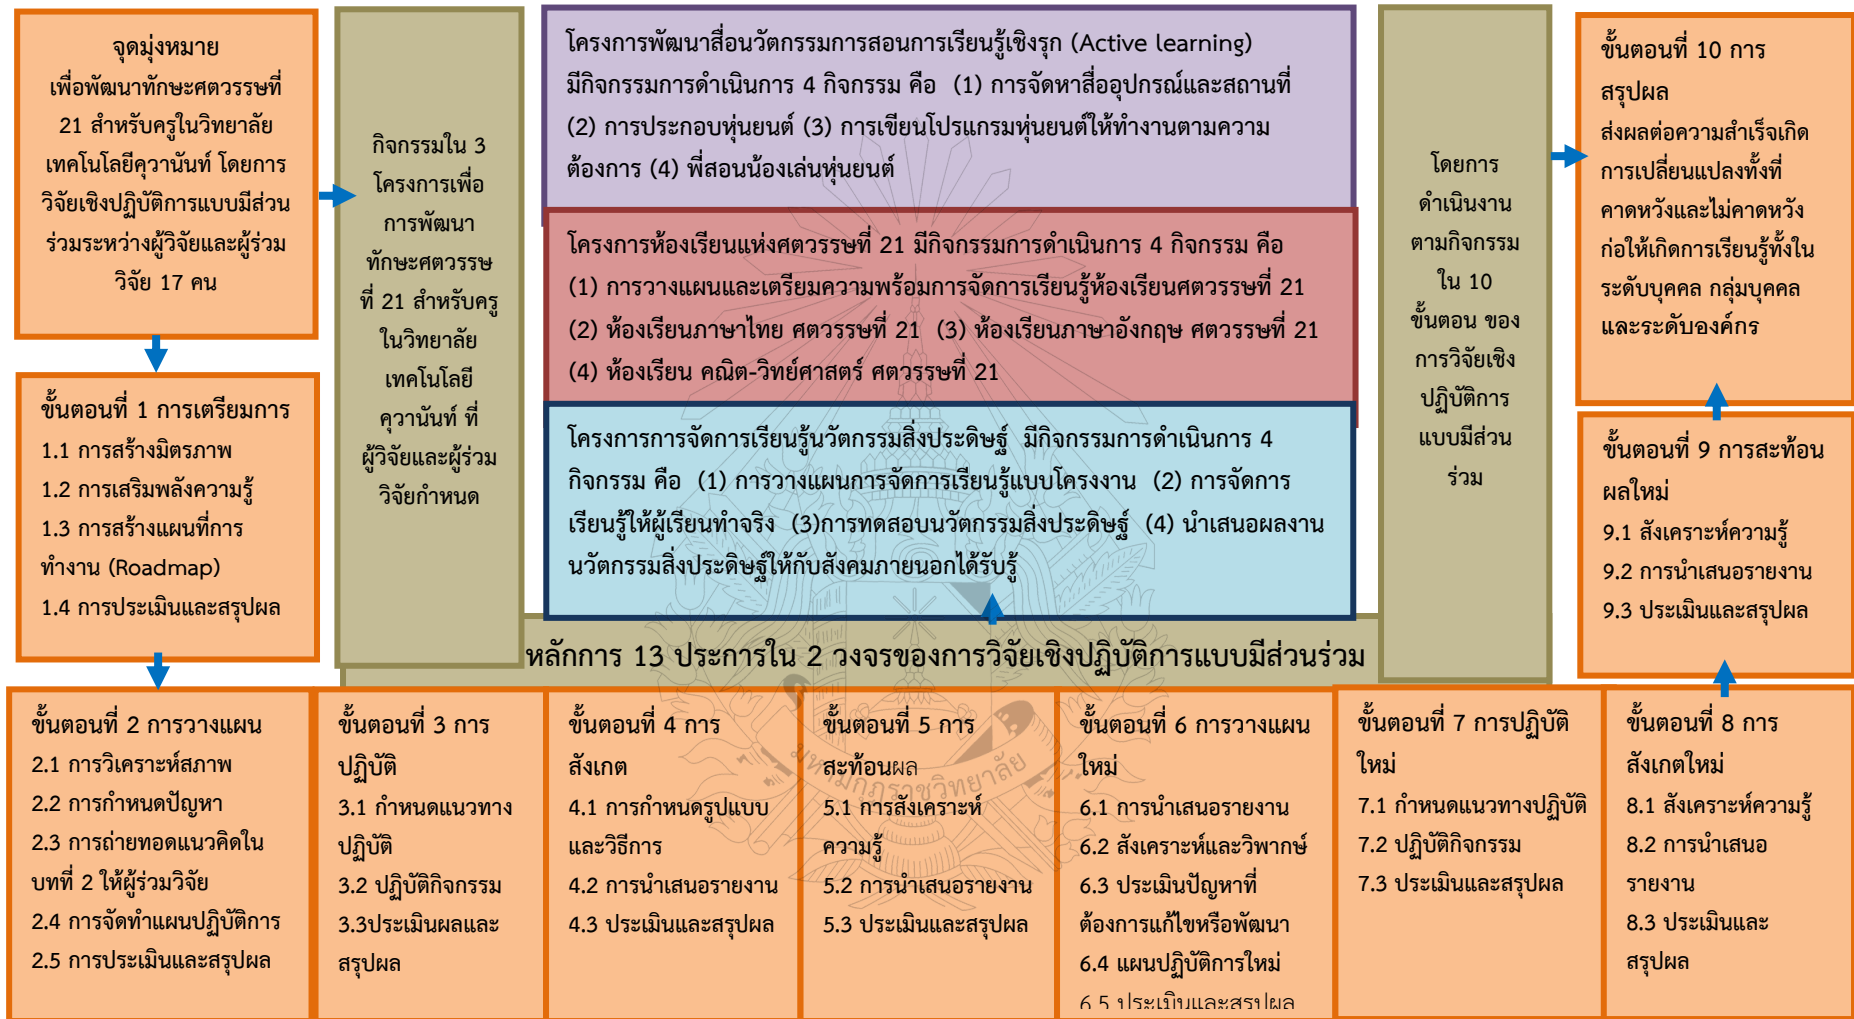 จุดมุ่งหมาย
เพื่อพัฒนาทักษะศตวรรษที่
21 สำหรับครูในวิทยาลัย
เทคโนโลยีคุวานันท์ โดยการ
วิจัยเชิงปฏิบัติการแบบมีส่วน
ร่วมระหว่างผู้วิจัยและผู้ร่วม
วิจัย 17 คน
กิจกรรมใน 3
โครงการเพื่อ
การพัฒนา
ทักษะศตวรรษ
ที่ 21 สำหรับครู
ในวิทยาลัย
เทคโนโลยี
คุวานันท์ ที่
ผู้วิจัยและผู้ร่วม
วิจัยกำหนด
โครงการพัฒนาสื่อนวัตกรรมการสอนการเรียนรู้เชิงรุก (Active learning)
มีกิจกรรมการดำเนินการ 4 กิจกรรม คือ (1) การจัดหาสื่ออุปกรณ์และสถานที่
(2) การประกอบหุ่นยนต์ (3) การเขียนโปรแกรมหุ่นยนต์ให้ทำงานตามความ
ต้องการ (4) พี่สอนน้องเล่นหุ่นยนต์
โครงการห้องเรียนแห่งศตวรรษที่ 21 มีกิจกรรมการดำเนินการ 4 กิจกรรม คือ
(1) การวางแผนและเตรียมความพร้อมการจัดการเรียนรู้ห้องเรียนศตวรรษที่ 21
(2) ห้องเรียนภาษาไทย ศตวรรษที่ 21 (3) ห้องเรียนภาษาอังกฤษ ศตวรรษที่ 21
(4) ห้องเรียน คณิต-วิทย์ศาสตร์ ศตวรรษที่ 21
โครงการการจัดการเรียนรู้นวัตกรรมสิ่งประดิษฐ์ มีกิจกรรมการดำเนินการ 4
กิจกรรม คือ (1) การวางแผนการจัดการเรียนรู้แบบโครงงาน (2) การจัดการ
เรียนรู้ให้ผู้เรียนทำจริง (3)การทดสอบนวัตกรรมสิ่งประดิษฐ์ (4) นำเสนอผลงาน
นวัตกรรมสิ่งประดิษฐ์ให้กับสังคมภายนอกได้รับรู้
โดยการ
ดำเนินงาน
ตามกิจกรรม
ใน 10
ขั้นตอน ของ
การวิจัยเชิง
ปฏิบัติการ
แบบมีส่วน
ร่วม
ขั้นตอนที่ 10 การ
สรุปผล
ส่งผลต่อความสำเร็จเกิด
การเปลี่ยนแปลงทั้งที่
คาดหวังและไม่คาดหวัง
ก่อให้เกิดการเรียนรู้ทั้งใน
ระดับบุคคล กลุ่มบุคคล
และระดับองค์กร
ขั้นตอนที่ 1 การเตรียมการ
1.1 การสร้างมิตรภาพ
1.2 การเสริมพลังความรู้
1.3 การสร้างแผนที่การ
ทำงาน (Roadmap)
1.4 การประเมินและสรุปผล
ขั้นตอนที่ 9 การสะท้อน
ผลใหม่
9.1 สังเคราะห์ความรู้
9.2 การนำเสนอรายงาน
9.3 ประเมินและสรุปผล
หลักการ 13 ประการใน 2 วงจรของการวิจัยเชิงปฏิบัติการแบบมีส่วนร่วม
ขั้นตอนที่ 2 การวางแผน
2.1 การวิเคราะห์สภาพ
2.2 การกำหนดปัญหา
2.3 การถ่ายทอดแนวคิดใน
บทที่ 2 ให้ผู้ร่วมวิจัย
2.4 การจัดทำแผนปฏิบัติการ
2.5 การประเมินและสรุปผล
ขั้นตอนที่ 3 การ
ปฏิบัติ
3.1 กำหนดแนวทาง
ปฏิบัติ
3.2 ปฏิบัติกิจกรรม
3.3ประเมินผลและ
สรุปผล
ขั้นตอนที่ 4 การ
สังเกต
4.1 การกำหนดรูปแบบ
และวิธีการ
4.2 การนำเสนอรายงาน
4.3 ประเมินและสรุปผล
ขั้นตอนที่ 5 การ
สะท้อนผล
5.1 การสังเคราะห์
ความรู้
5.2 การนำเสนอรายงาน
5.3 ประเมินและสรุปผล
ขั้นตอนที่ 6 การวางแผน
ใหม่
6.1 การนำเสนอรายงาน
6.2 สังเคราะห์และวิพากษ์
6.3 ประเมินปัญหาที่
ต้องการแก้ไขหรือพัฒนา
6.4 แผนปฏิบัติการใหม่
6.5 ประเมินและสรุปผล
ขั้นตอนที่ 7 การปฏิบัติ
ใหม่
7.1 กำหนดแนวทางปฏิบัติ
7.2 ปฏิบัติกิจกรรม
7.3 ประเมินและสรุปผล
ขั้นตอนที่ 8 การ
สังเกตใหม่
8.1 สังเคราะห์ความรู้
8.2 การนำเสนอ
รายงาน
8.3 ประเมินและ
สรุปผล
มหามกุฏราชวิทยาลัย